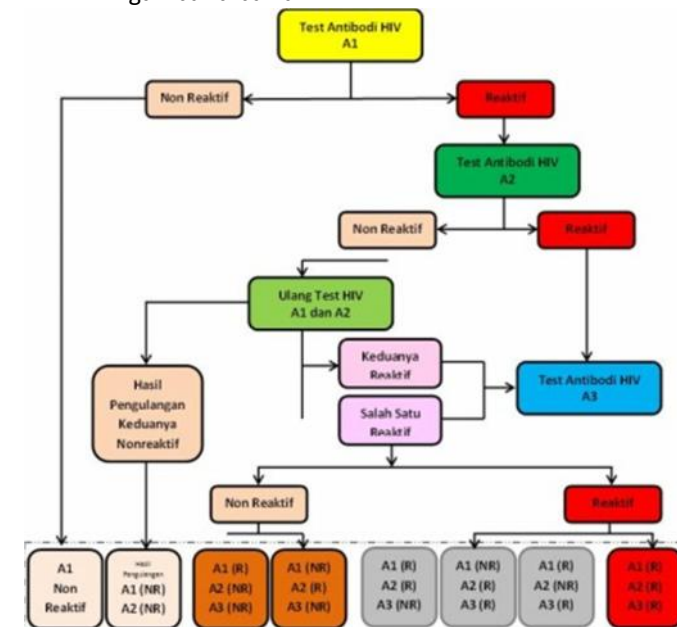 Test Antibodi HIV
A1
Non Reaktif
Reaktif
Test Antibodi HIV
A2
Non Reaktif
Reaktif
Ulang Test HIV
A1 dan A2
Keduanya
Reaktif
Hasil
Pengulangan
Keduanya
Nonreaktif
Test Antibodi HIV
A3
Salah Satu
Reaktif
Non Reaktif
Reaktif
A1
Non
Reaktif
Hasil
Pengulangan
A1 (NR)
A2 (NR)
A1 (R)
A2 (NR)
A3 (NR)
A1 (NR)
A2 (R)
A3 (NR)
A1 (R)
A2 (R)
A3 (NR)
A1 (NR)
A2 (R)
A3 (R)
A1 (R)
A2 (NR)
A3 (R)
A1 (R)
A2 (R)
A3 (R)